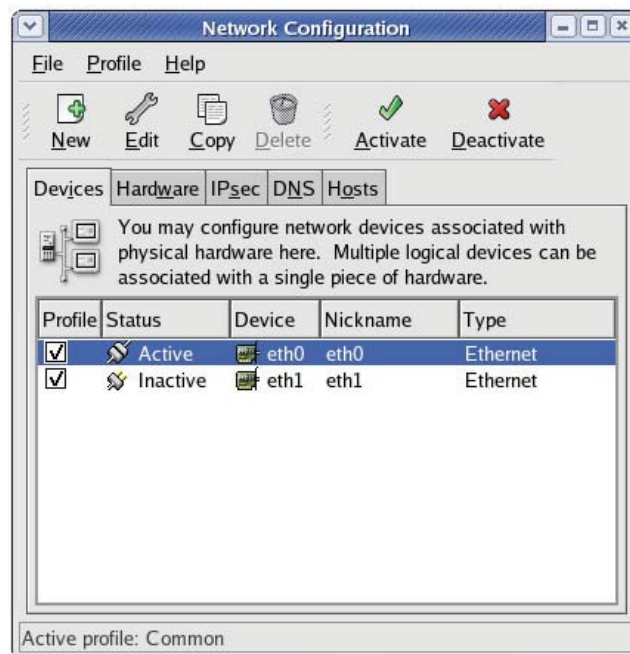 Network Configuration
File Profile Help
New Edit Copy Delete Activate Deactivate
Devices Hardware IPsec DNS Hosts
You may configure network devices associated with
physical hardware here. Multiple logical devices can be
associated with a single piece of hardware.
Profile Status Device Nickname Type
Active eth0 eth0 Ethernet
Inactive eth1 eth1 Ethernet
Active profile: Common